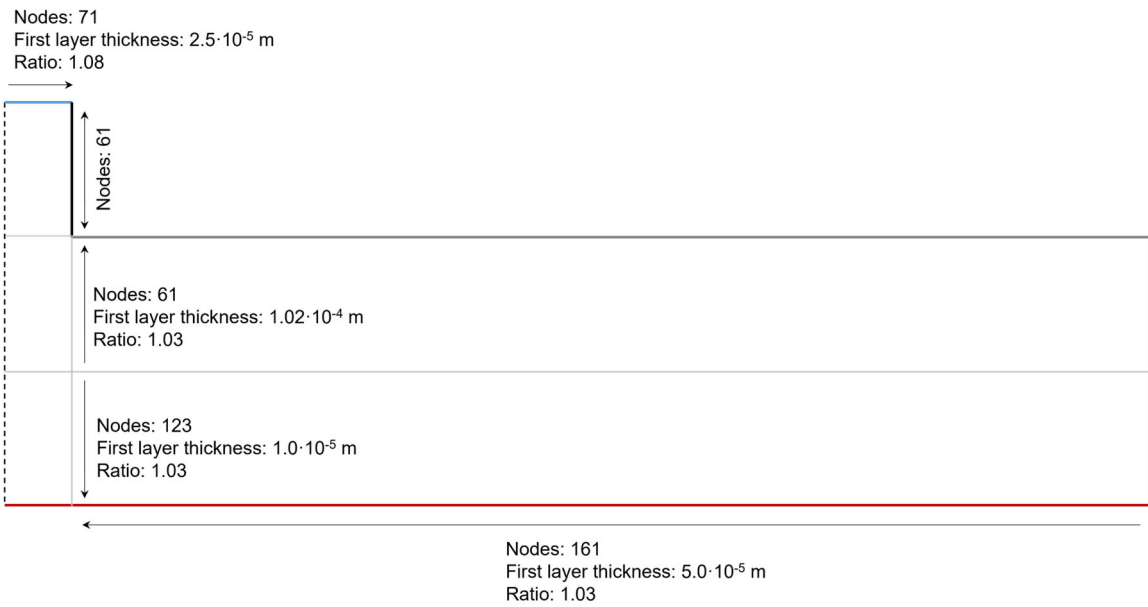 Nodes: 71
First layer thickness: 2.5·10⁻⁵ m
Ratio: 1.08
Nodes: 61
Nodes: 61
First layer thickness: 1.02·10⁻⁴ m
Ratio: 1.03
Nodes: 123
First layer thickness: 1.0·10⁻⁵ m
Ratio: 1.03
Nodes: 161
First layer thickness: 5.0·10⁻⁵ m
Ratio: 1.03